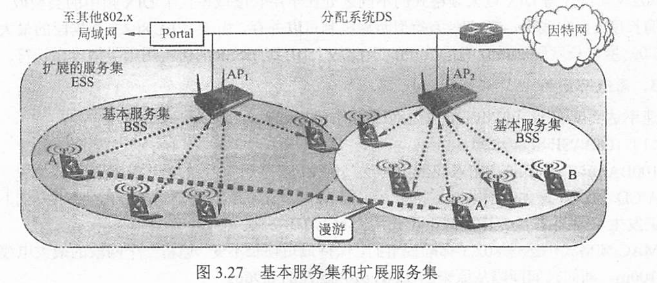 至其他802.x
局域网
Portal
分配系统DS
因特网
扩展的服务集
ESS
AP₁
AP₂
基本服务集
BSS
基本服务集
BSS
A
A'
B
漫游
图 3.27 基本服务集和扩展服务集